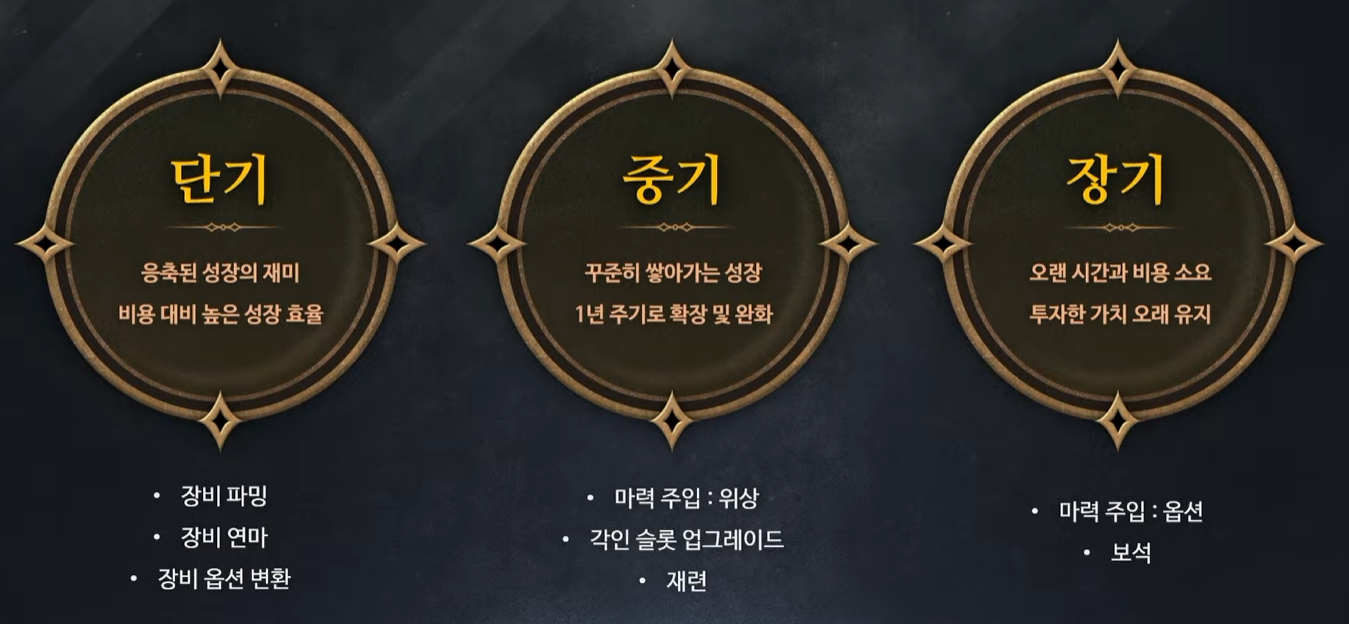 단기
응축된 성장의 재미
비용 대비 높은 성장 효율
• 장비 파밍
• 장비 연마
• 장비 옵션 변환
중기
꾸준히 쌓아가는 성장
1년 주기로 확장 및 완화
• 마력 주입 : 위상
• 각인 슬롯 업그레이드
• 재련
장기
오랜 시간과 비용 소요
투자한 가치 오래 유지
• 마력 주입 : 옵션
• 보석